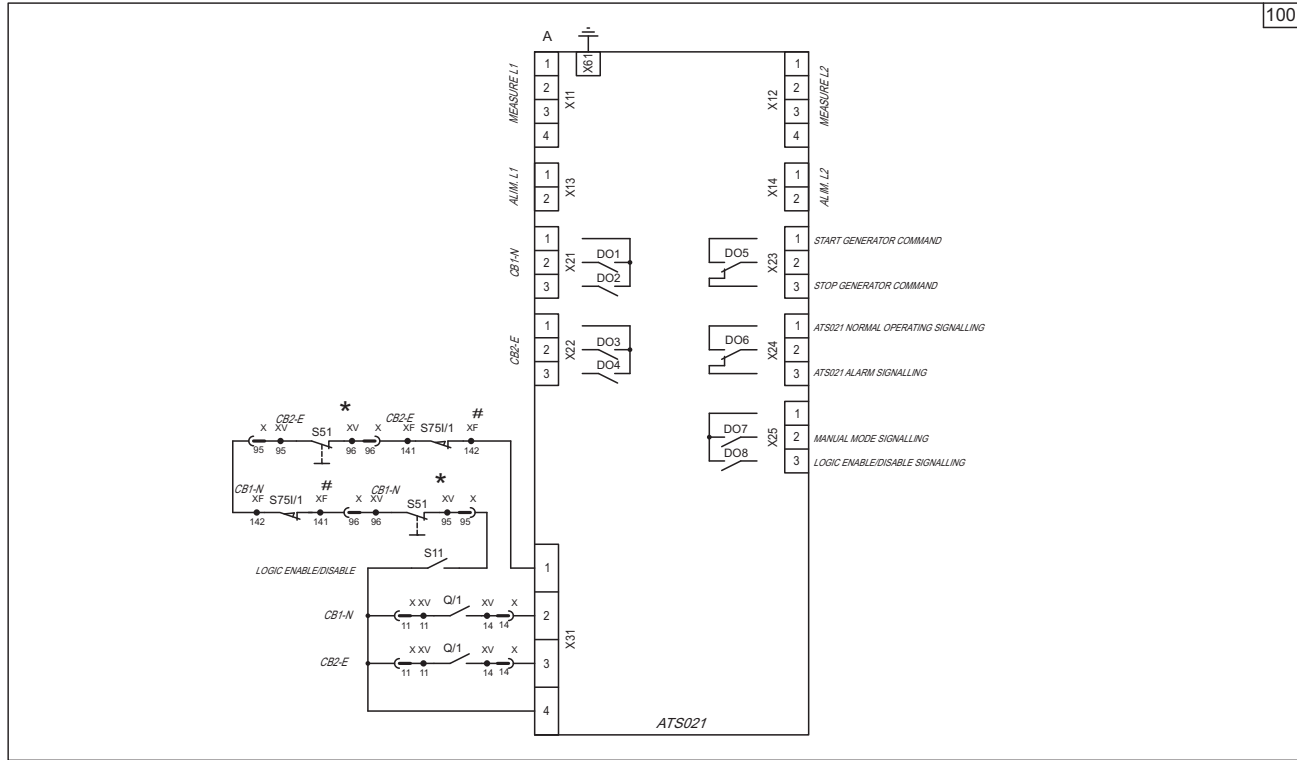 100
A
X61
MEASURE L1
1
2
3
4
X11
X12
1
2
3
4
MEASURE L2
ALIM. L1
1
2
X13
X14
1
2
ALIM. L2
CB1-N
1
2
3
X21
DO1
DO2
DO5
X23
1 START GENERATOR COMMAND
2
3 STOP GENERATOR COMMAND
CB2-E
1
2
3
X22
DO3
DO4
DO6
X24
1 ATS021 NORMAL OPERATING SIGNALLING
2
3 ATS021 ALARM SIGNALLING
DO7
DO8
X25
1
2 MANUAL MODE SIGNALLING
3 LOGIC ENABLE/DISABLE SIGNALLING
CB2-E * CB2-E #
X XV S51 XV X XF S75I/1 XF
95 95 96 96 141 142
CB1-N # CB1-N *
XF S75I/1 XF X XV S51 XV X
142 141 96 96 95 95
S11
LOGIC ENABLE/DISABLE
1
X XV Q/1 XV X
CB1-N
2
11 11 14 14
X31
X XV Q/1 XV X
CB2-E
3
11 11 14 14
4
ATS021